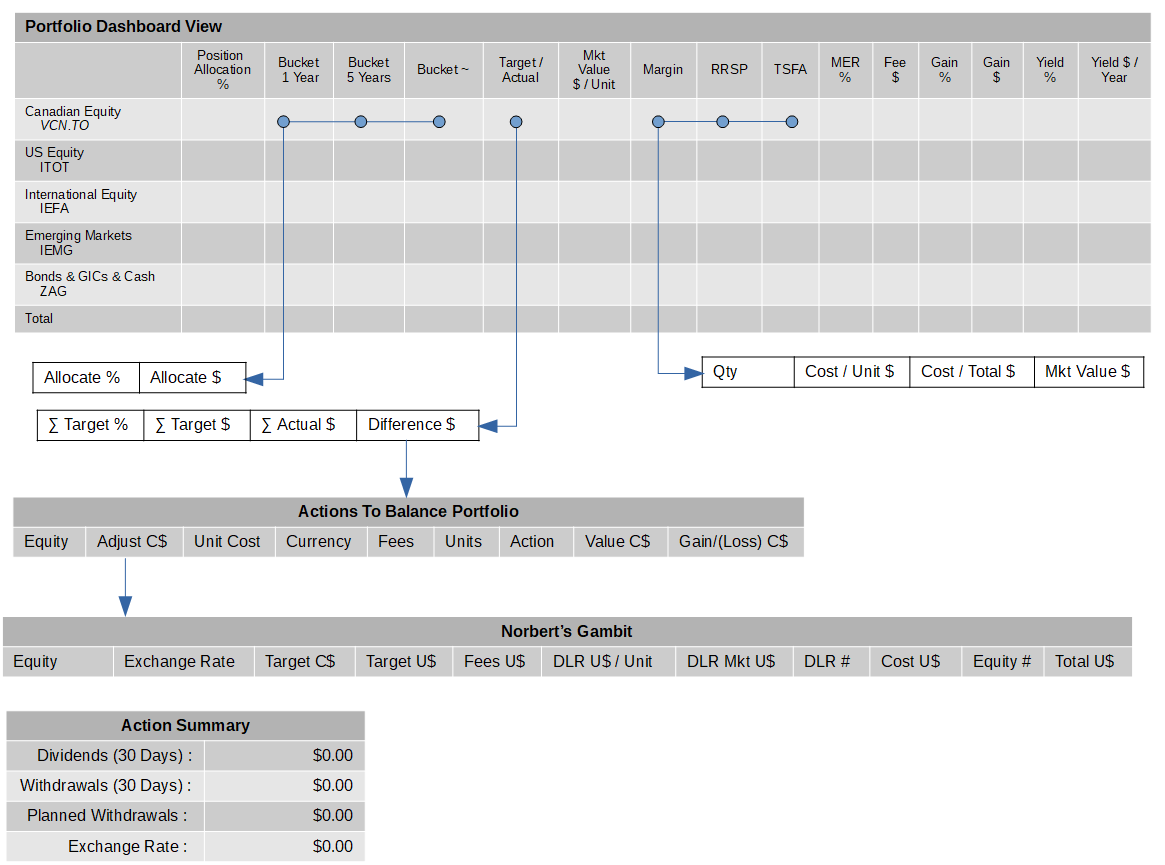 Portfolio Dashboard View
Position Allocation % Bucket 1 Year Bucket 5 Years Bucket ~ Target / Actual Mkt Value $ / Unit Margin RRSP TSFA MER % Fee $ Gain % Gain $ Yield % Yield $ / Year
Canadian Equity
VCN.TO
US Equity
ITOT
International Equity
IEFA
Emerging Markets
IEMG
Bonds & GICs & Cash
ZAG
Total
Allocate % Allocate $
Qty Cost / Unit $ Cost / Total $ Mkt Value $
∑ Target % ∑ Target $ ∑ Actual $ Difference $
Actions To Balance Portfolio
Equity Adjust C$ Unit Cost Currency Fees Units Action Value C$ Gain/(Loss) C$
Norbert’s Gambit
Equity Exchange Rate Target C$ Target U$ Fees U$ DLR U$ / Unit DLR Mkt U$ DLR # Cost U$ Equity # Total U$
Action Summary
Dividends (30 Days) : $0.00
Withdrawals (30 Days) : $0.00
Planned Withdrawals : $0.00
Exchange Rate : $0.00